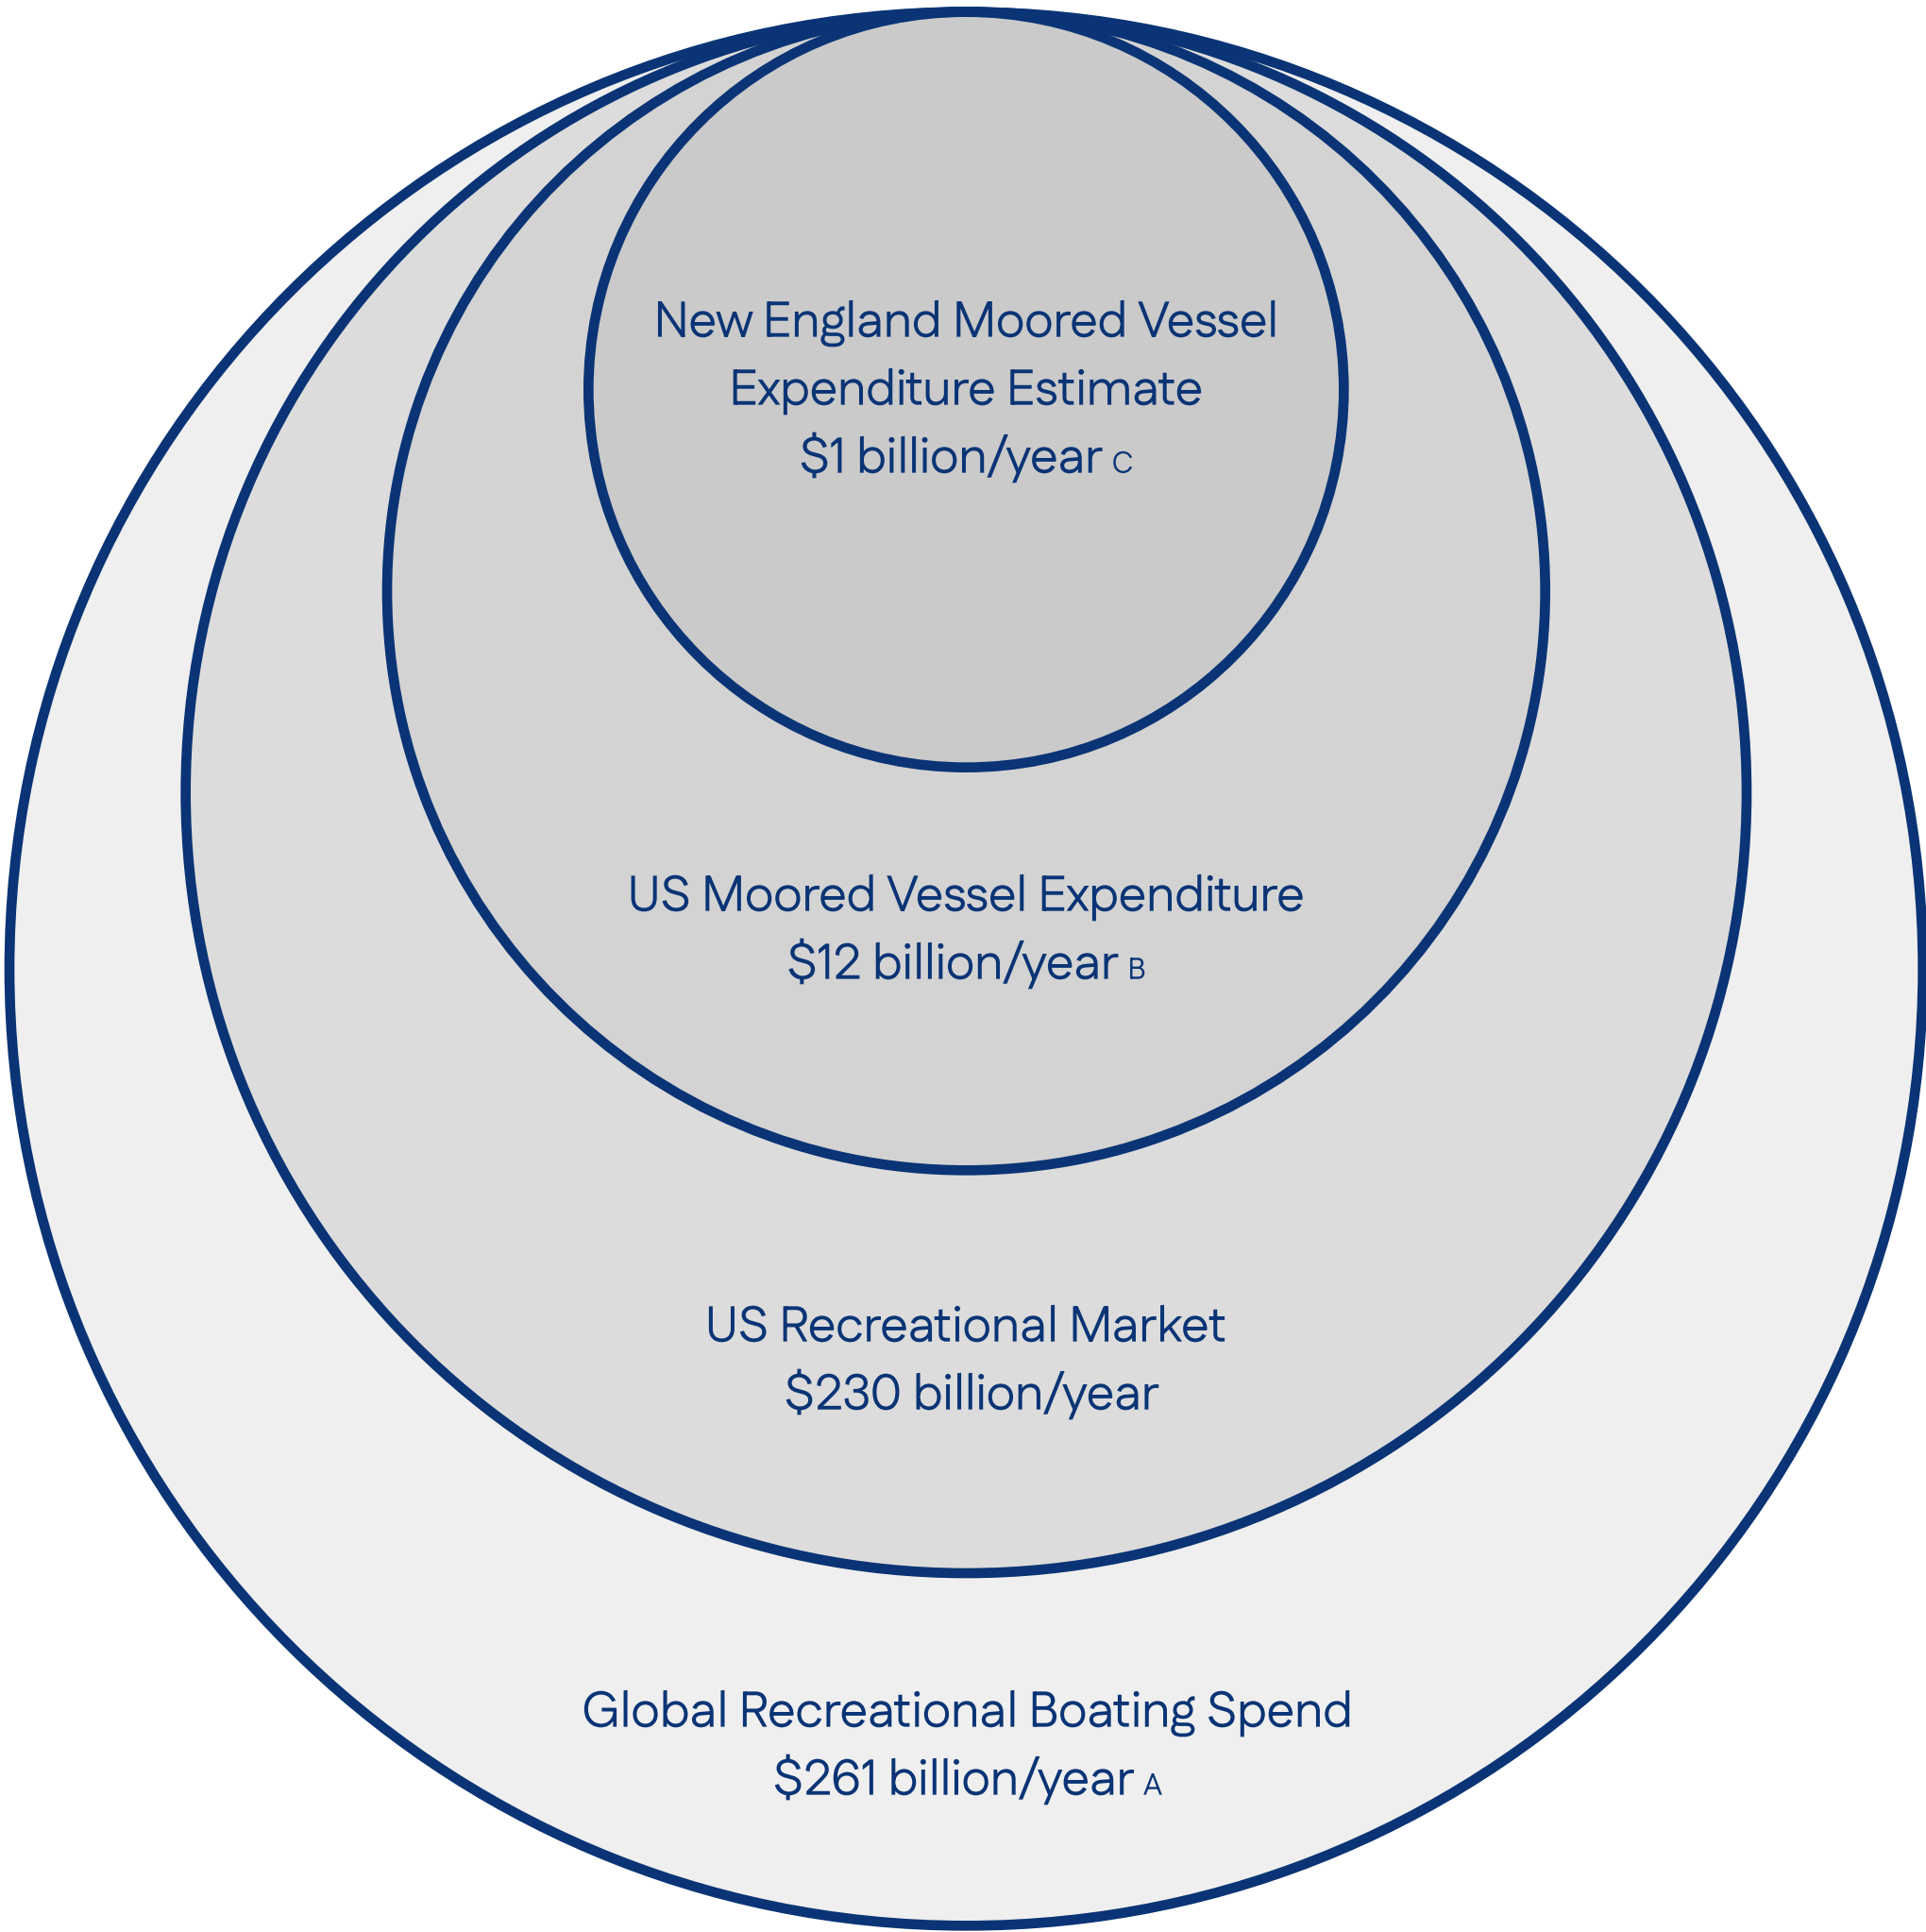 New England Moored Vessel
Expenditure Estimate
$1 billion/year C
US Moored Vessel Expenditure
$12 billion/year B
US Recreational Market
$230 billion/year
Global Recreational Boating Spend
$261 billion/year A